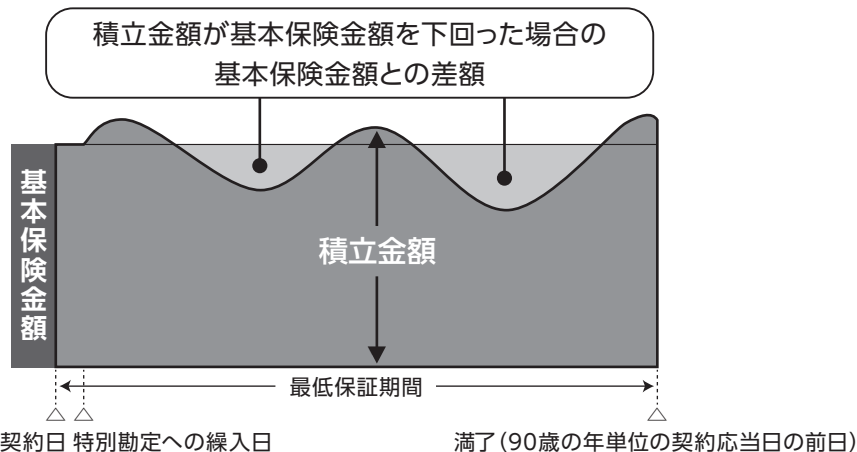 積立金額が基本保険金額を下回った場合の
基本保険金額との差額
基本保険金額
積立金額
最低保証期間
契約日 特別勘定への繰入日
満了(90歳の年単位の契約応当日の前日)